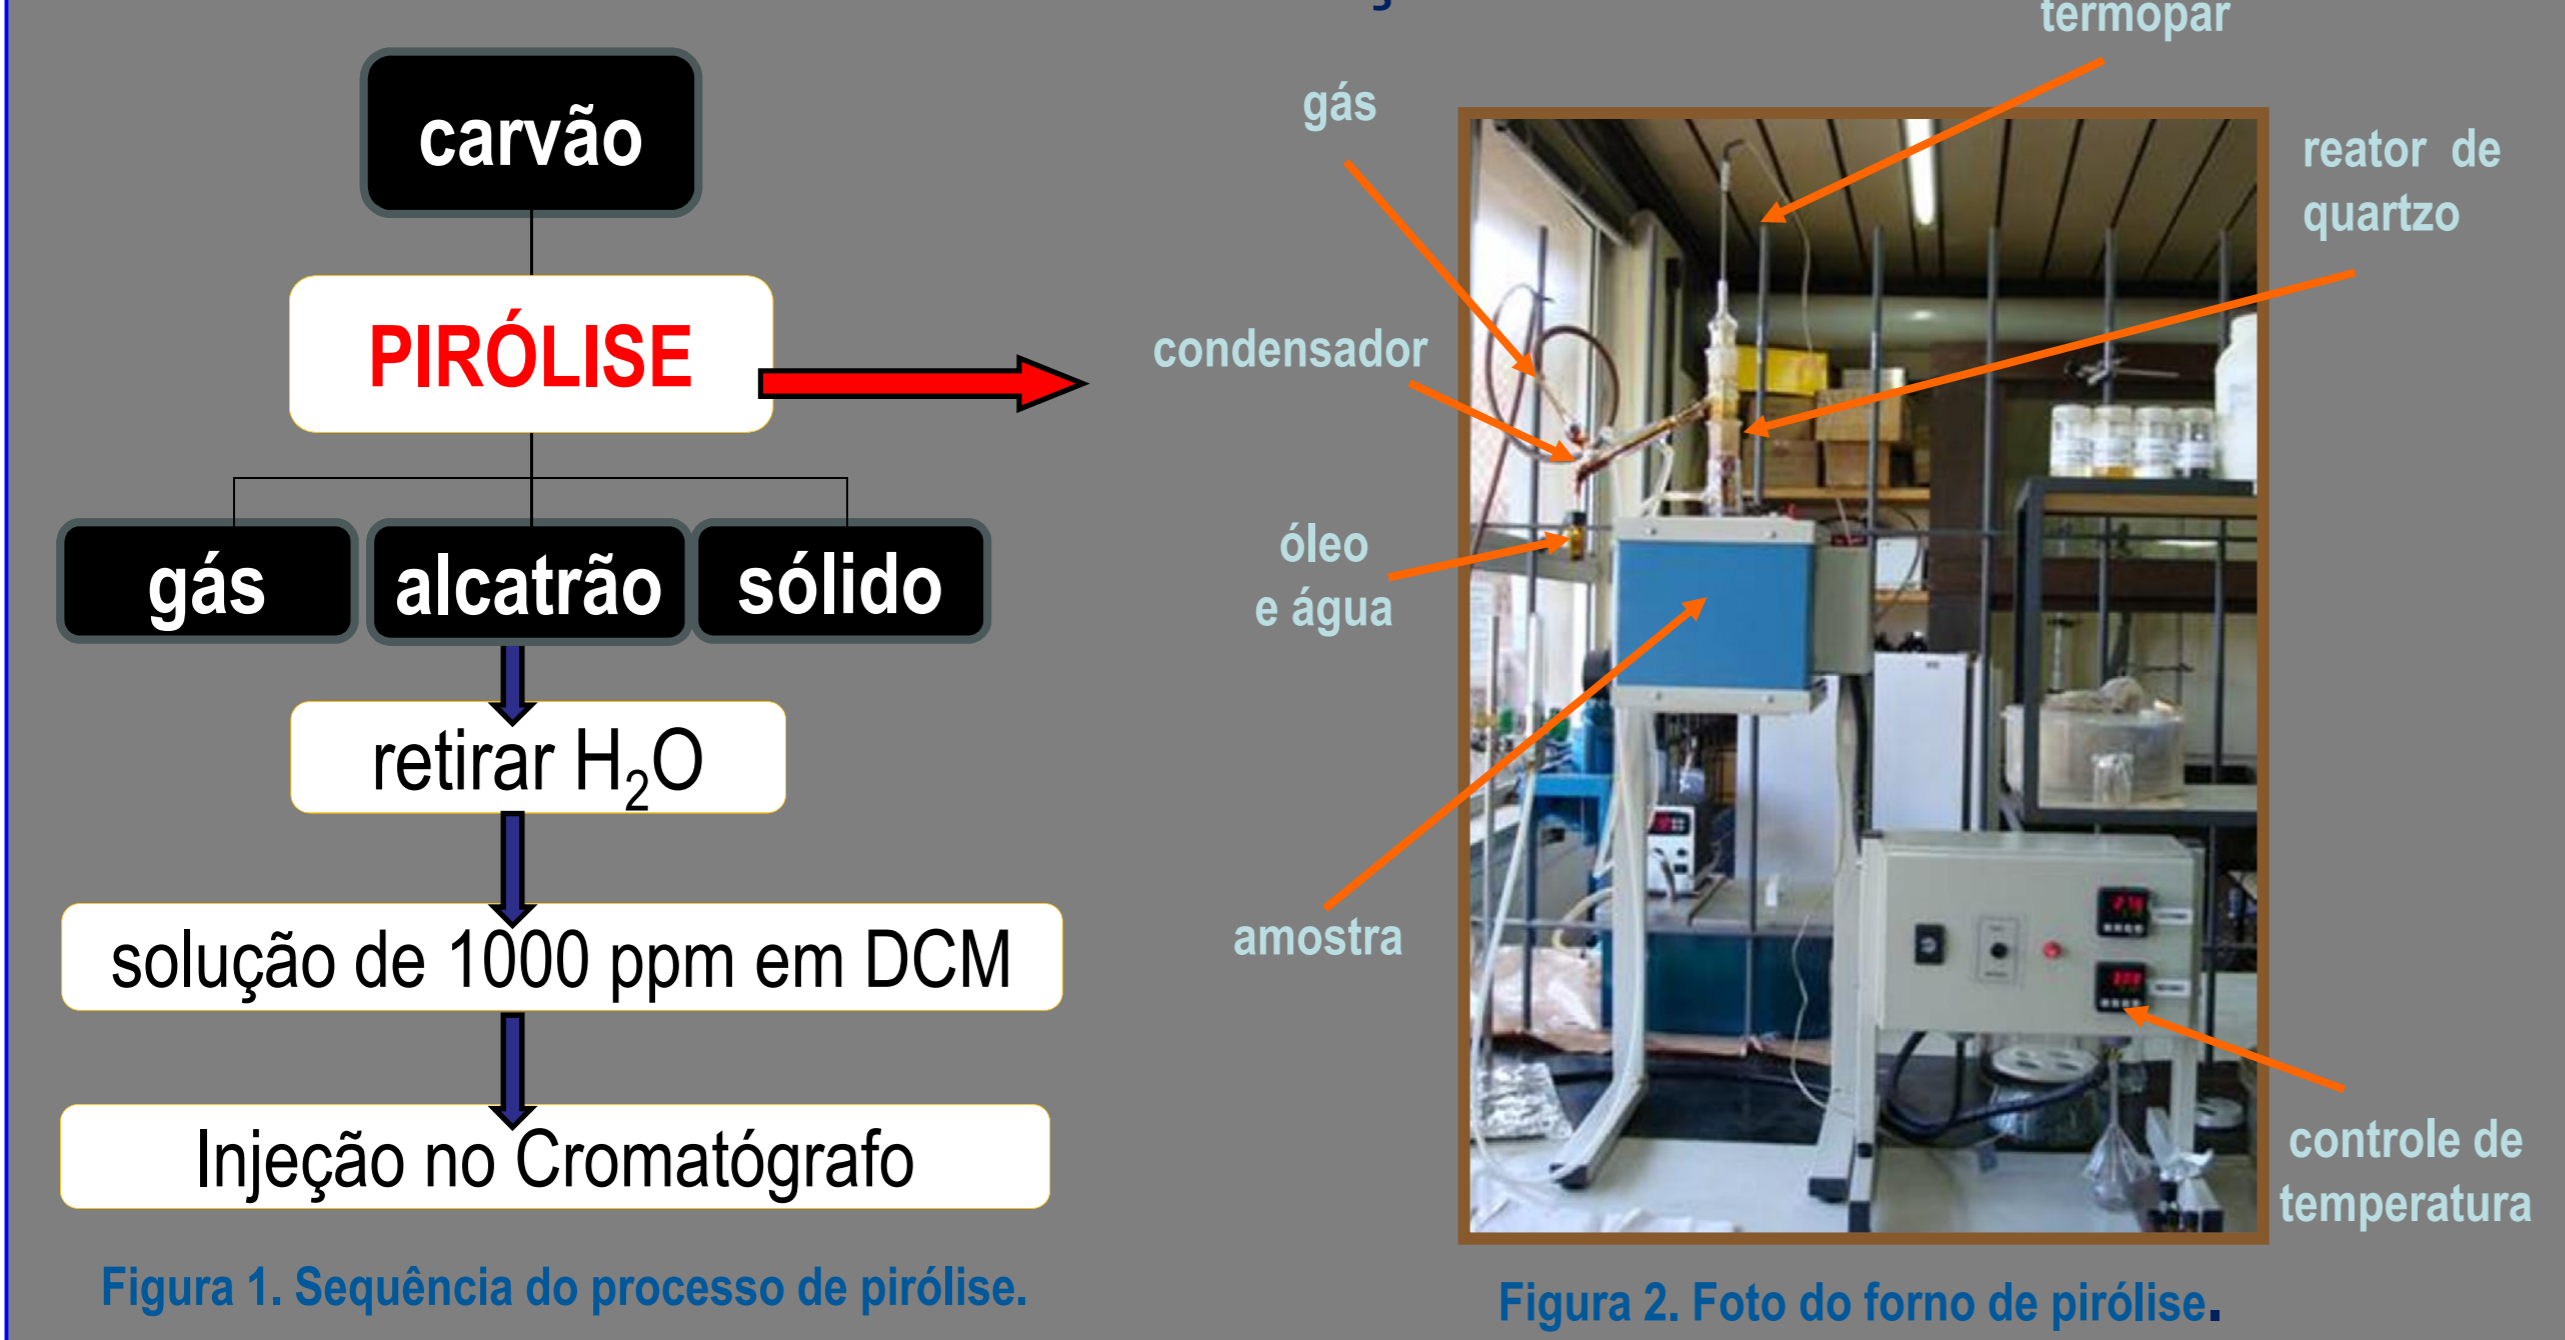 carvão
PIRÓLISE
gás
alcatrão
sólido
retirar H₂O
solução de 1000 ppm em DCM
Injeção no Cromatógrafo
Figura 1. Sequência do processo de pirólise.
termopar
gás
reator de
quartzo
condensador
óleo
e água
amostra
controle de
temperatura
Figura 2. Foto do forno de pirólise.